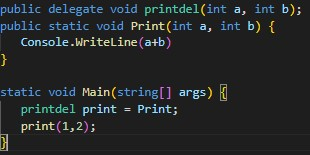 public delegate void printdel(int a, int b);
public static void Print(int a, int b) {
   Console.WriteLine(a+b)
}

static void Main(string[] args) {
   printdel print = Print;
   print(1,2);
}